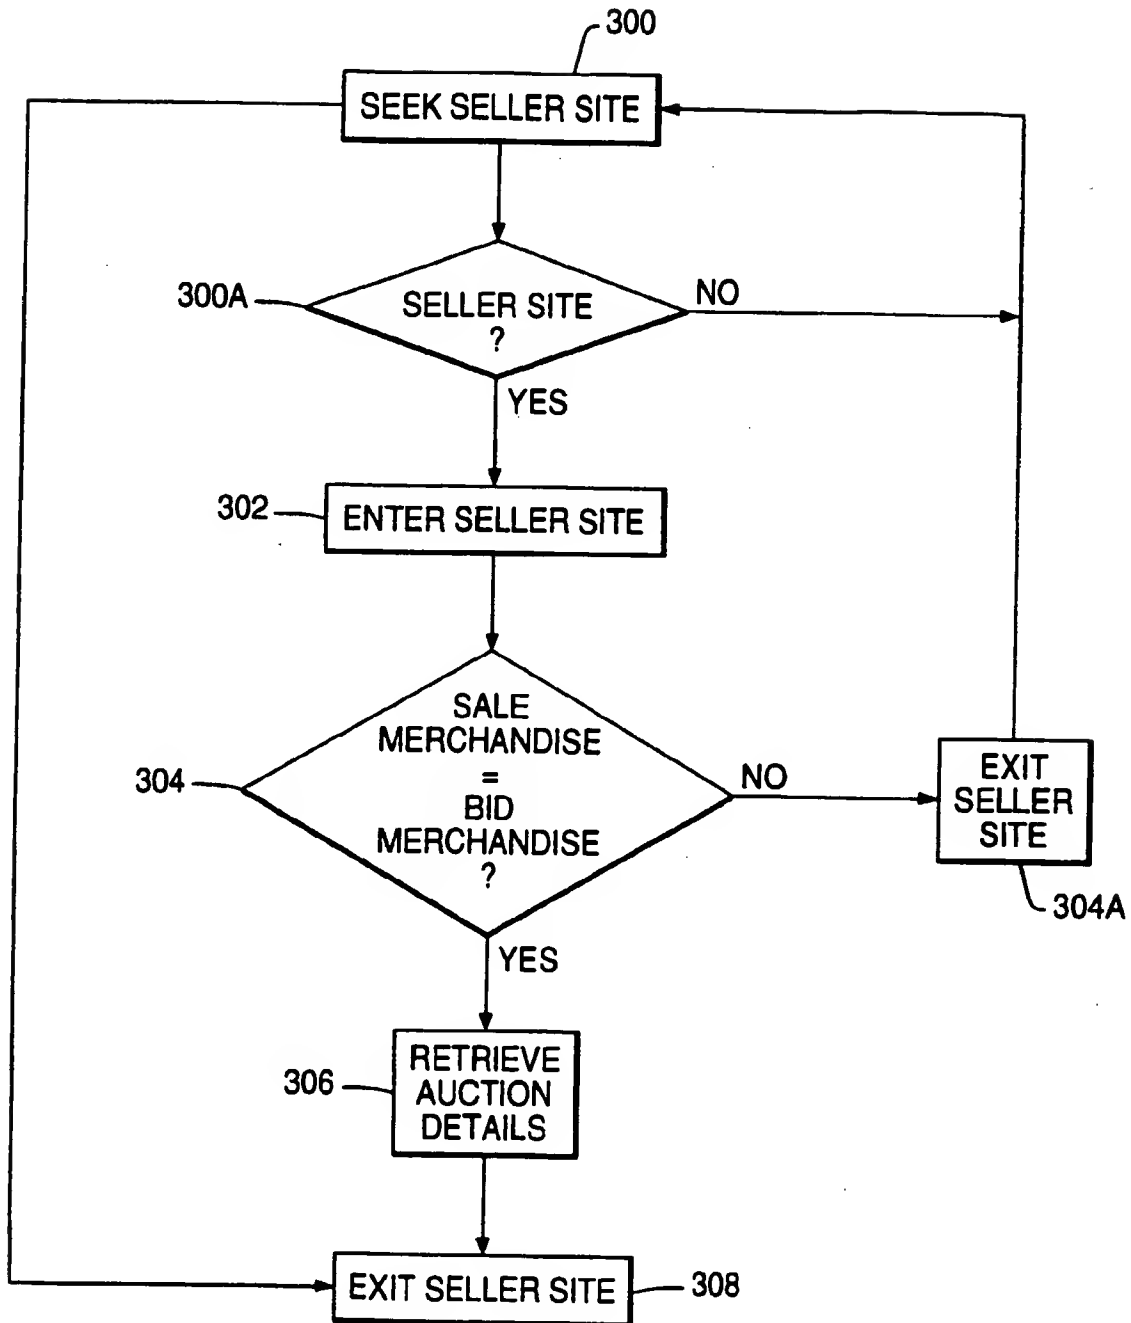 300
SEEK SELLER SITE
300A
SELLER SITE
?
NO
YES
302
ENTER SELLER SITE
304
SALE
MERCHANDISE
=
BID
MERCHANDISE
?
NO
EXIT
SELLER
SITE
304A
YES
306
RETRIEVE
AUCTION
DETAILS
EXIT SELLER SITE
308